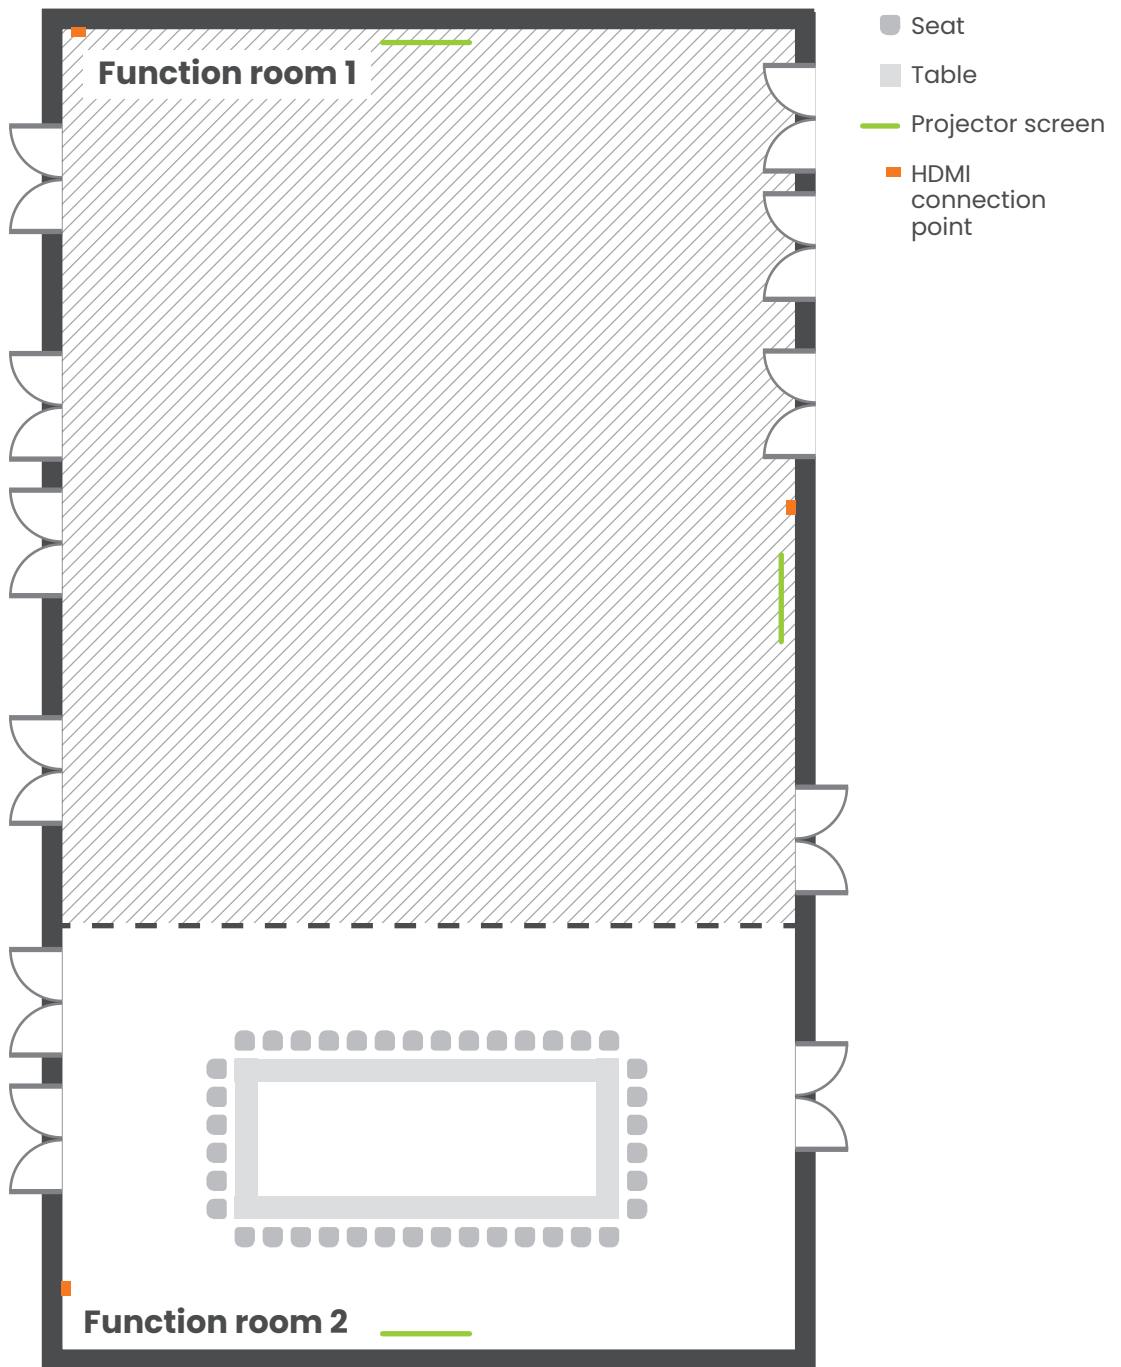 Function room 1
Seat
Table
Projector screen
HDMI
connection
point
Function room 2